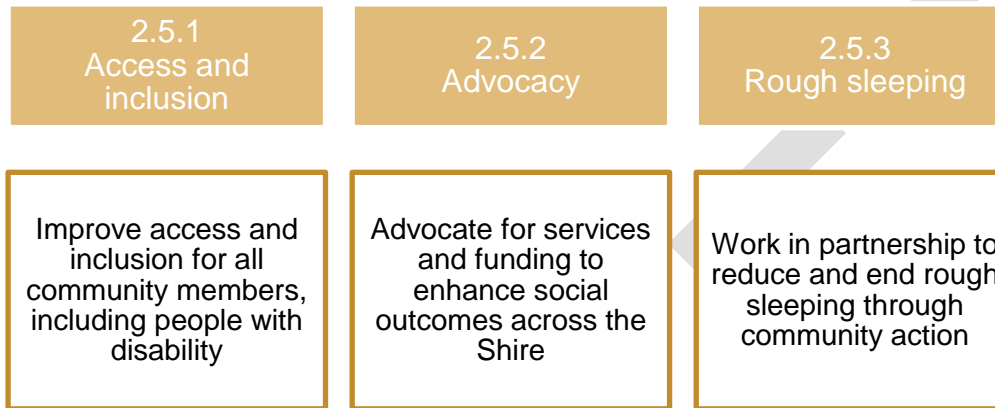 2.5.1
Access and
inclusion
2.5.2
Advocacy
2.5.3
Rough sleeping
Improve access and
inclusion for all
community members,
including people with
disability
Advocate for services
and funding to
enhance social
outcomes across the
Shire
Work in partnership to
reduce and end rough
sleeping through
community action